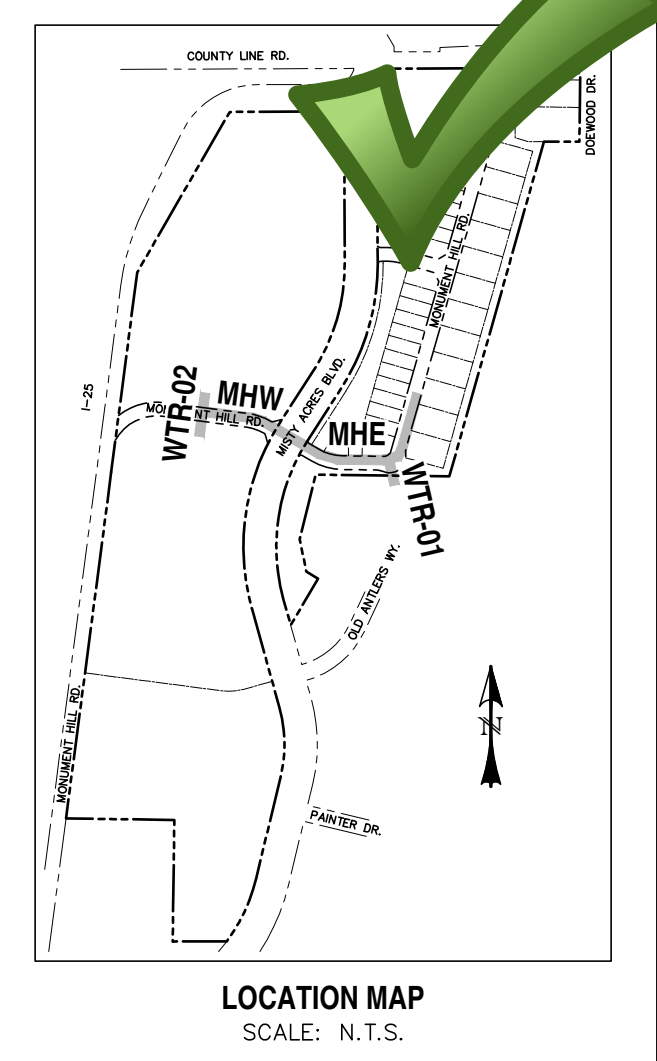 COUNTY LINE RD.
DOEWOOD DR.
MONUMENT HILL RD.
I-25
WTR-02
MHW
NT HILL RD.
MISTY ACRES BLVD.
MHE
WTR-01
OLD ANTLERS WY.
N
MONUMENT HILL RD.
PAINTER DR.
LOCATION MAP
SCALE: N.T.S.